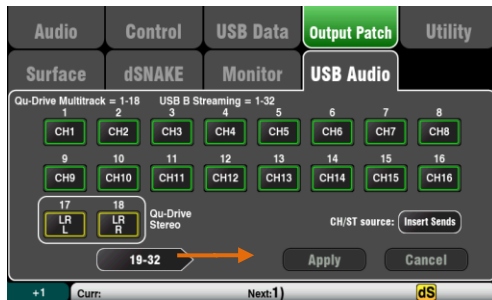 Audio Control USB Data Output Patch Utility
Surface dSNAKE Monitor USB Audio
Qu-Drive Multitrack = 1-18 USB B Streaming = 1-32
1 2 3 4 5 6 7 8
CH1 CH2 CH3 CH4 CH5 CH6 CH7 CH8
9 10 11 12 13 14 15 16
CH9 CH10 CH11 CH12 CH13 CH14 CH15 CH16
17 18
LR L LR R Qu-Drive Stereo CH/ST source: Insert Sends
19-32 Apply Cancel
+1 Curr: Next:1) dS